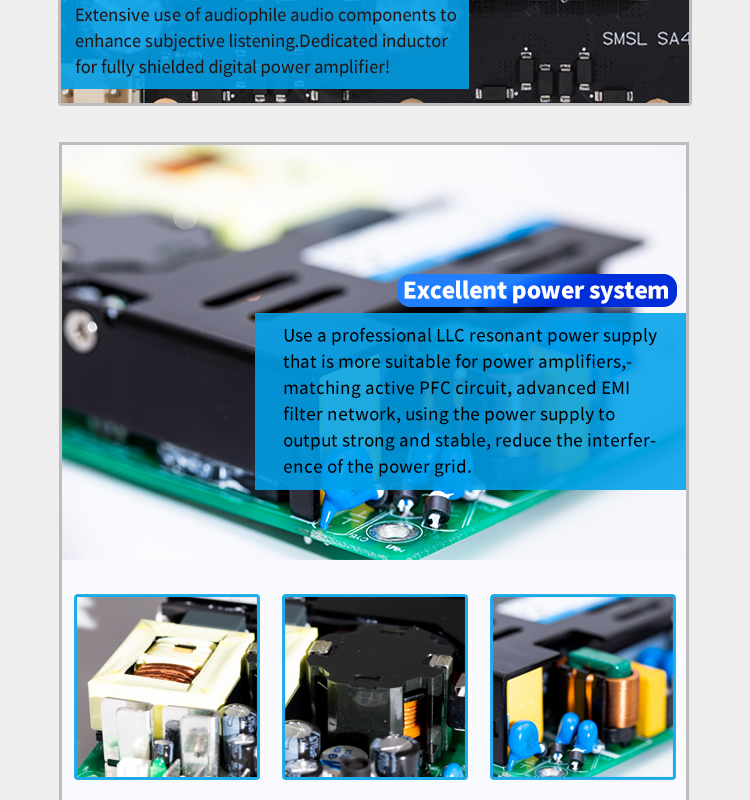 Extensive use of audiophile audio components to
enhance subjective listening.Dedicated inductor
for fully shielded digital power amplifier!
SMSL SA4
Excellent power system
Use a professional LLC resonant power supply
that is more suitable for power amplifiers,-
matching active PFC circuit, advanced EMI
filter network, using the power supply to
output strong and stable, reduce the interfer-
ence of the power grid.